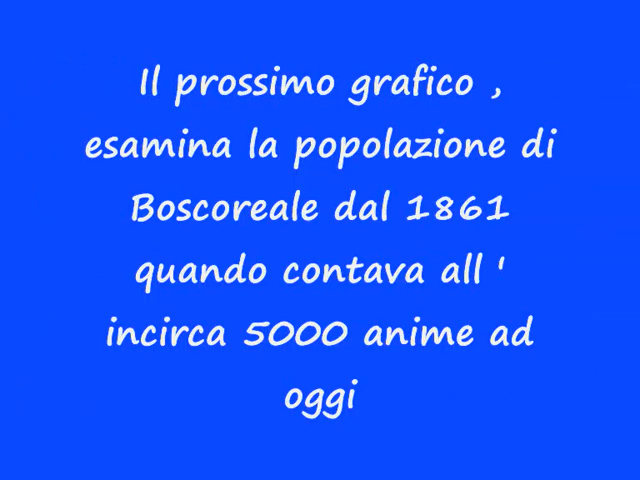 Il prossimo grafico ,
esamina la popolazione di
Boscoreale dal 1861
quando contava all '
incirca 5000 anime ad
oggi